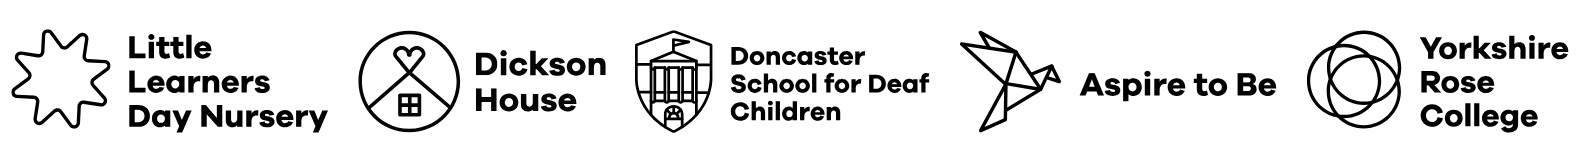 Little
Learners
Day Nursery
Dickson
House
Doncaster
School for Deaf
Children
Aspire to Be
Yorkshire
Rose
College